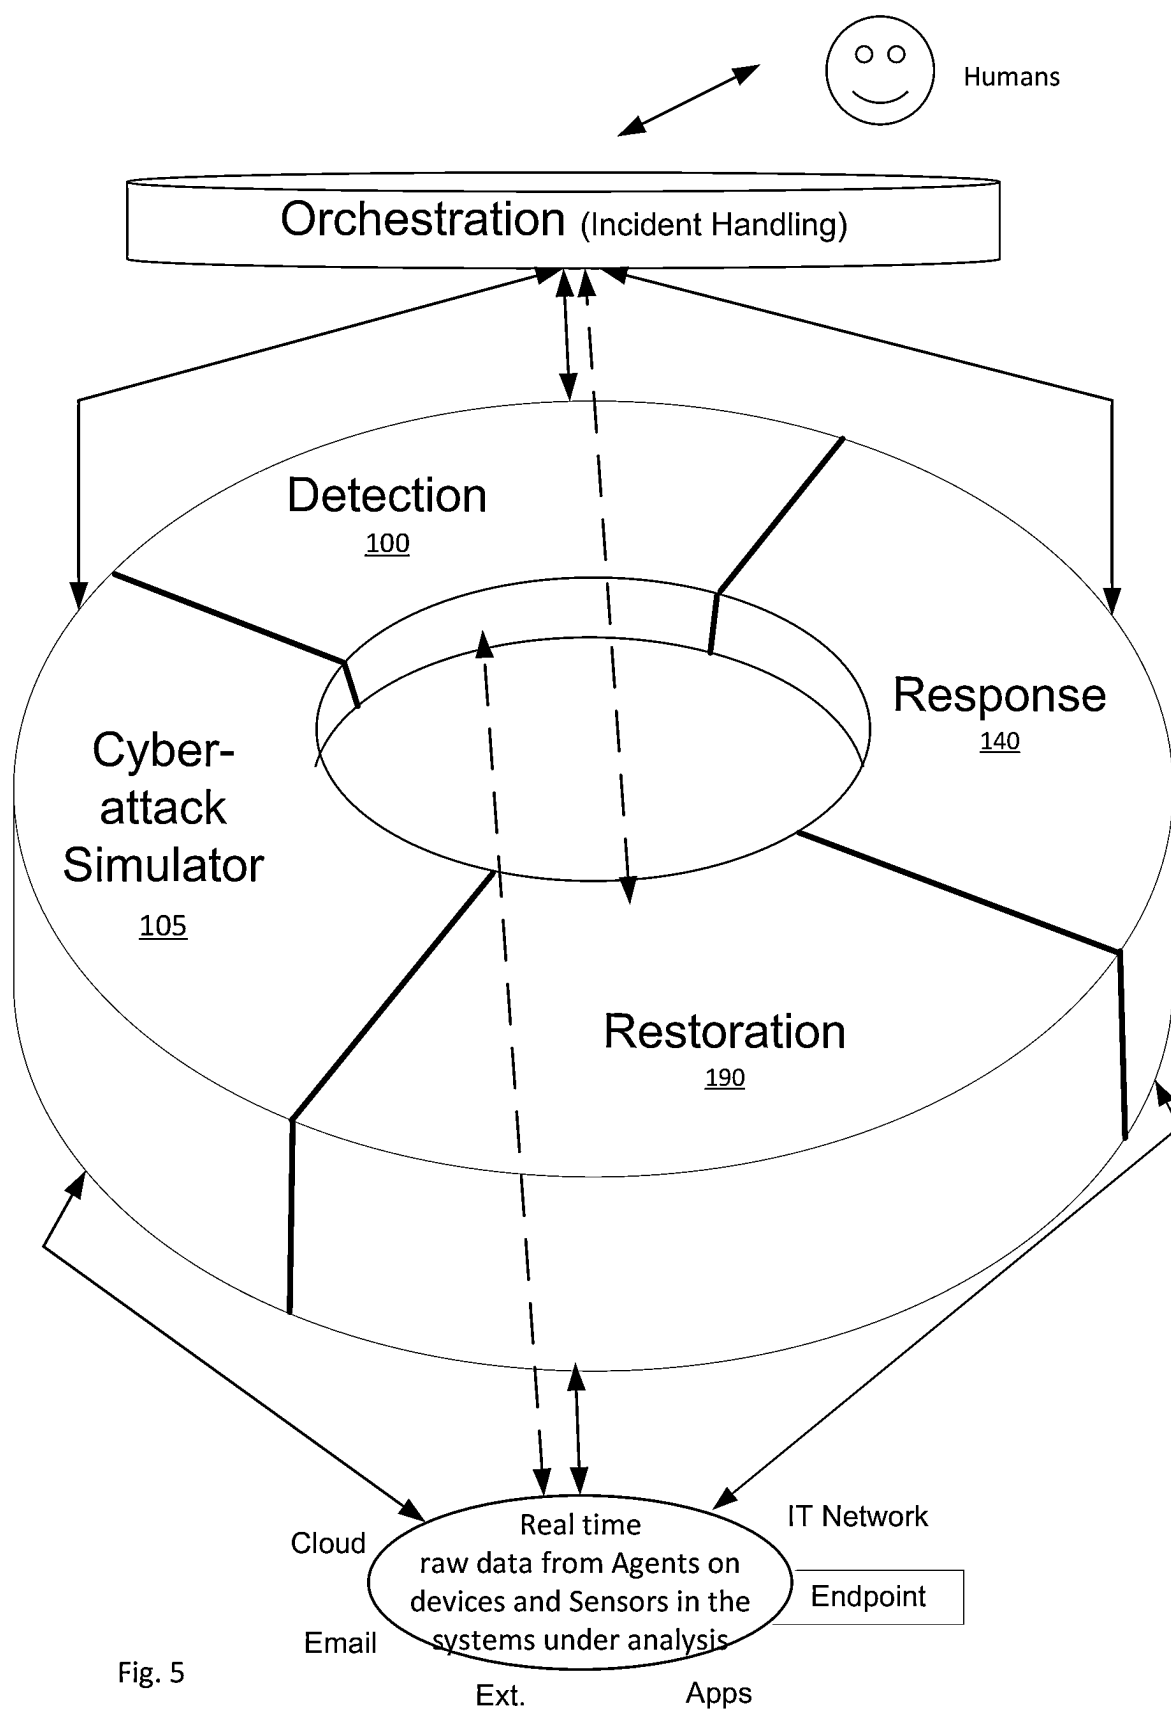 Humans
Orchestration (Incident Handling)
Detection
100
Response
140
Cyber-
attack
Simulator
105
Restoration
190
Real time
raw data from Agents on
devices and Sensors in the
systems under analysis
IT Network
Cloud
Endpoint
Email
Fig. 5
Ext.
Apps